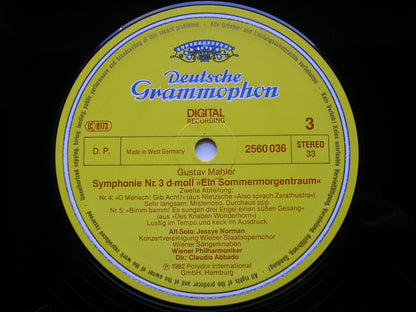 Deutsche
Grammophon
DIGITAL
RECORDING
3
LC 0173
D. P.
Made in West Germany
2560 036
STEREO
33
Gustav Mahler
Symphonie Nr. 3 d-moll »Ein Sommermorgentraum«
Zweite Abteilung:
Nr. 4: »O Mensch! Gib Acht!« (aus Nietzsche »Also sprach Zarathustra«)
Sehr langsam. Misterioso. Durchaus ppp
Nr. 5: »Bimm bamm! Es sungen drei Engel einen süßen Gesang«
(aus »Des Knaben Wunderhorn«)
Lustig im Tempo und keck im Ausdruck
Alt-Solo: Jessye Norman
Konzertvereinigung Wiener Staatsopernchor
Wiener Sängerknaben
Wiener Philharmoniker
Dir.: Claudio Abbado
℗ 1982 Polydor International
GmbH, Hamburg